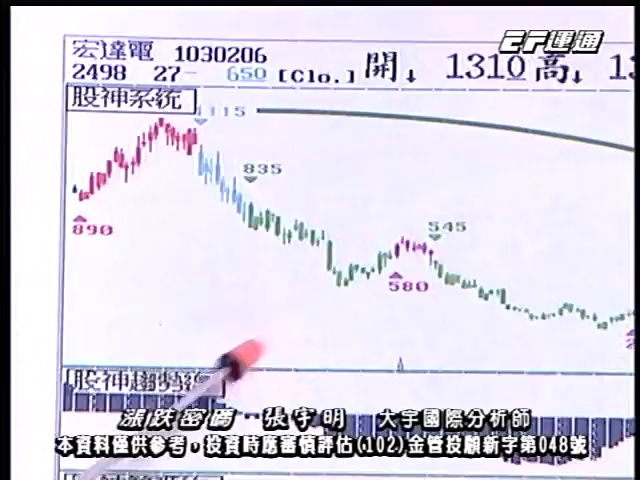 EF運通
宏達電 1030206
2498 27- 650 [Clo.] 開↓ 1310 高↓ 13
股神系統
1115
835
890
545
580
股神趨勢線
漲跌密碼 張宇明 大宇國際分析師
本資料僅供參考，投資時應審慎評估(102)金管投顧新字第048號